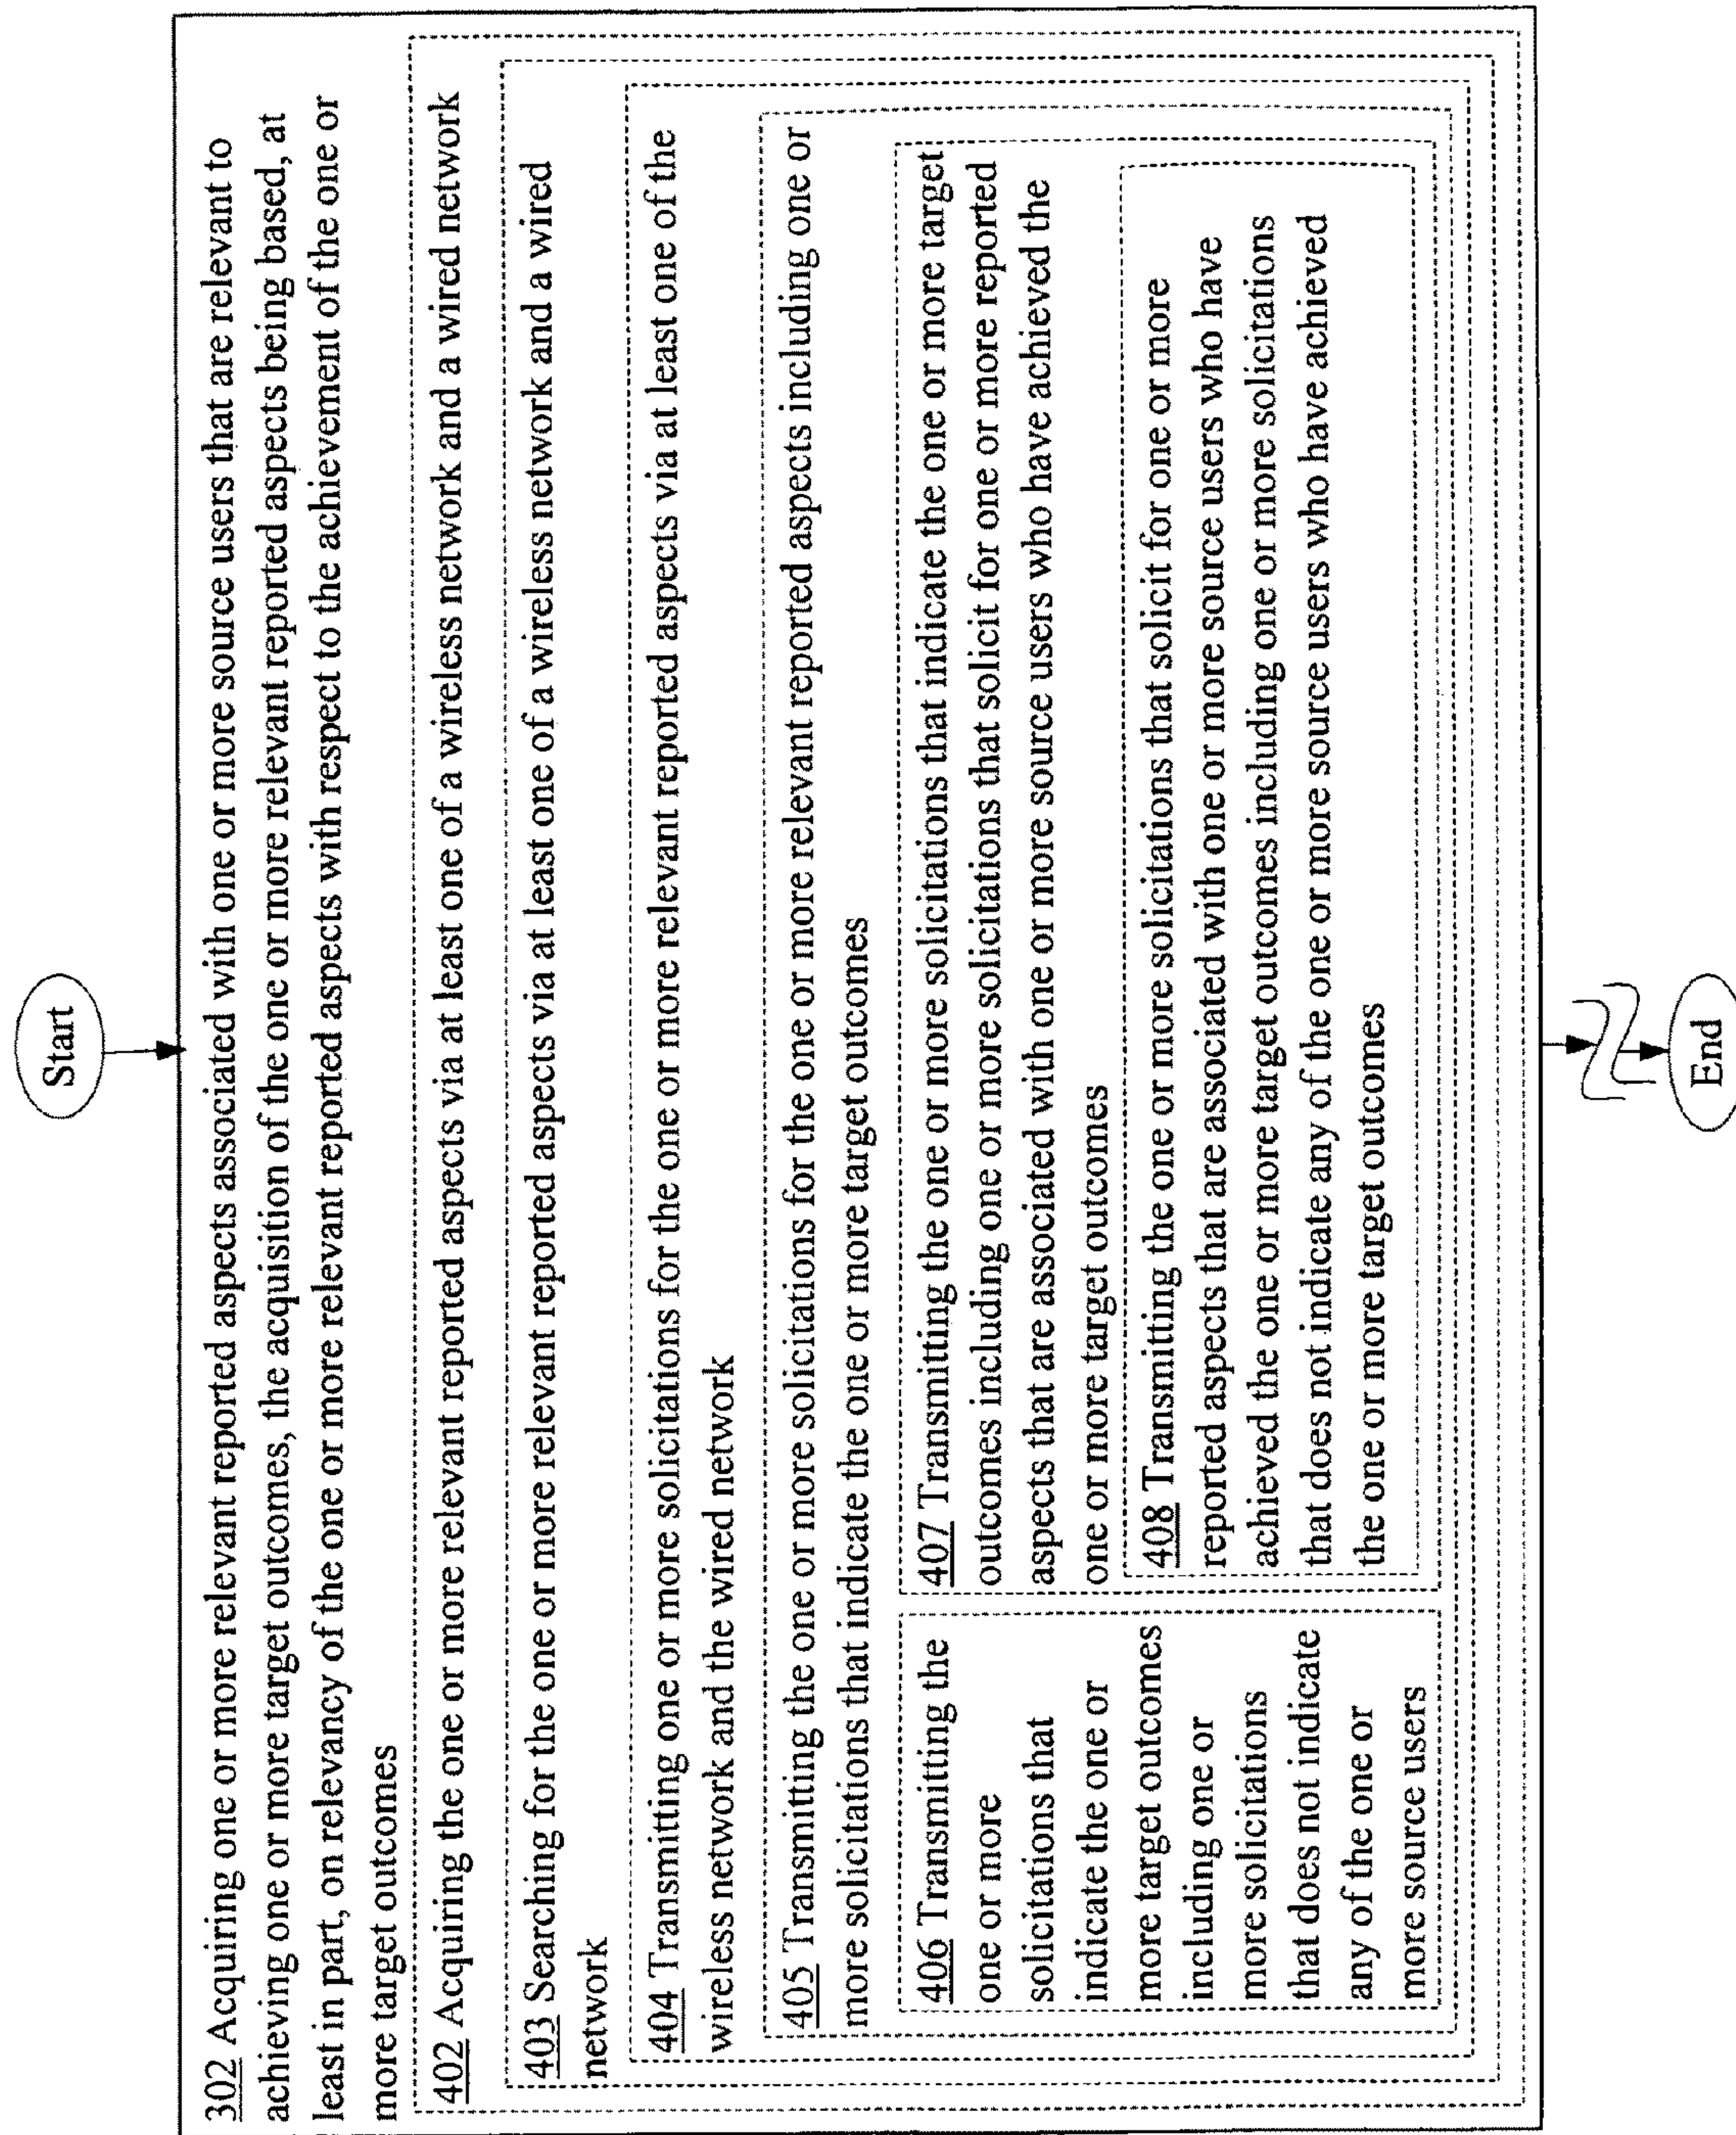 Start
302 Acquiring one or more relevant reported aspects associated with one or more source users that are relevant to
achieving one or more target outcomes, the acquisition of the one or more relevant reported aspects being based, at
least in part, on relevancy of the one or more relevant reported aspects with respect to the achievement of the one or
more target outcomes
402 Acquiring the one or more relevant reported aspects via at least one of a wireless network and a wired network
403 Searching for the one or more relevant reported aspects via at least one of a wireless network and a wired
network
404 Transmitting one or more solicitations for the one or more relevant reported aspects via at least one of the
wireless network and the wired network
405 Transmitting the one or more solicitations for the one or more relevant reported aspects including one or
more solicitations that indicate the one or more target outcomes
406 Transmitting the
one or more
solicitations that
indicate the one or
more target outcomes
including one or
more solicitations
that does not indicate
any of the one or
more source users
407 Transmitting the one or more solicitations that indicate the one or more target
outcomes including one or more solicitations that solicit for one or more reported
aspects that are associated with one or more source users who have achieved the
one or more target outcomes
408 Transmitting the one or more solicitations that solicit for one or more
reported aspects that are associated with one or more source users who have
achieved the one or more target outcomes including one or more solicitations
that does not indicate any of the one or more source users who have achieved
the one or more target outcomes
End